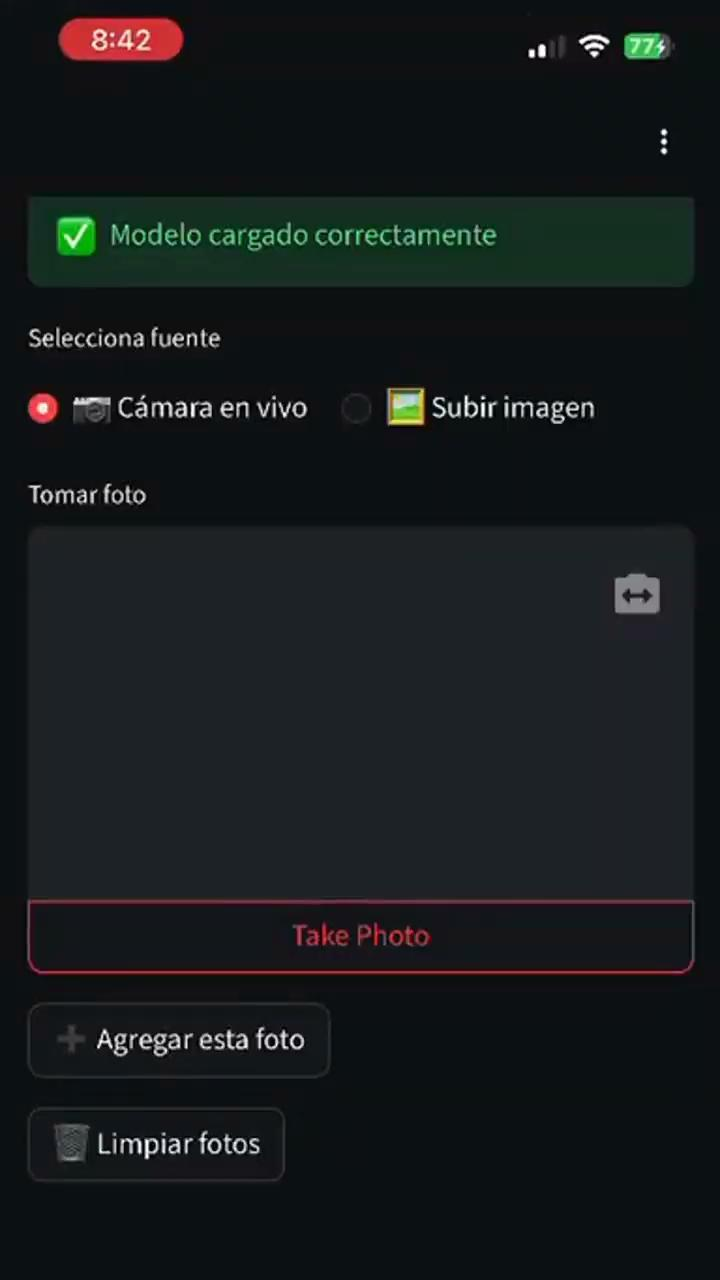 8:42
77
Modelo cargado correctamente
Selecciona fuente
Cámara en vivo
Subir imagen
Tomar foto
Take Photo
Agregar esta foto
Limpiar fotos